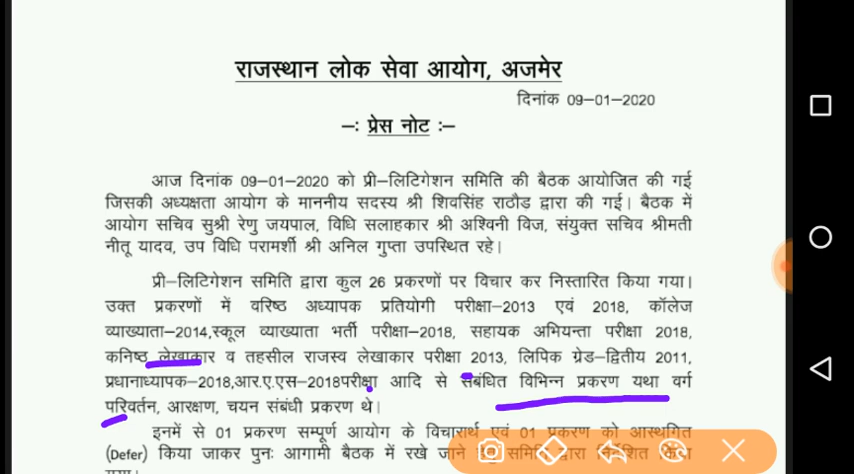 राजस्थान लोक सेवा आयोग, अजमेर
दिनांक 09–01–2020
–: प्रेस नोट :–
आज दिनांक 09–01–2020 को प्री–लिटिगेशन समिति की बैठक आयोजित की गई
जिसकी अध्यक्षता आयोग के माननीय सदस्य श्री शिवसिंह राठौड़ द्वारा की गई। बैठक में
आयोग सचिव सुश्री रेणु जयपाल, विधि सलाहकार श्री अश्विनी विज, संयुक्त सचिव श्रीमती
नीतू यादव, उप विधि परामर्शी श्री अनिल गुप्ता उपस्थित रहे।
प्री–लिटिगेशन समिति द्वारा कुल 26 प्रकरणों पर विचार कर निस्तारित किया गया।
उक्त प्रकरणों में वरिष्ठ अध्यापक प्रतियोगी परीक्षा–2013 एवं 2018, कॉलेज
व्याख्याता–2014,स्कूल व्याख्याता भर्ती परीक्षा–2018, सहायक अभियन्ता परीक्षा 2018,
कनिष्ठ लेखाकार व तहसील राजस्व लेखाकार परीक्षा 2013, लिपिक ग्रेड–द्वितीय 2011,
प्रधानाध्यापक–2018,आर.ए.एस–2018परीक्षा आदि से संबंधित विभिन्न प्रकरण यथा वर्ग
परिवर्तन, आरक्षण, चयन संबंधी प्रकरण थे।
इनमें से 01 प्रकरण सम्पूर्ण आयोग के विचारार्थ एवं 01 प्रकरण को आस्थगित
(Defer) किया जाकर पुनः आगामी बैठक में रखे जाने हेतु समिति द्वारा निर्देशित किया